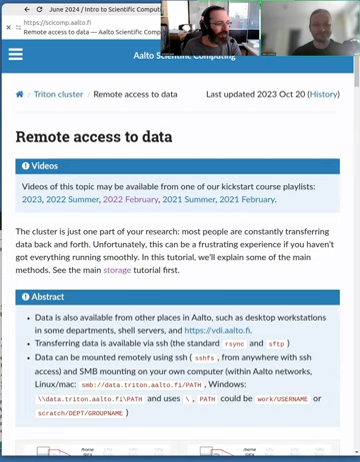 June 2024 / Intro to Scientific Computi
https://scicomp.aalto.fi
Remote access to data — Aalto Scientific Comp
Aalto Scientific Computing
Triton cluster / Remote access to data
Last updated 2023 Oct 20 (History)
Remote access to data
Videos
Videos of this topic may be available from one of our kickstart course playlists:
2023, 2022 Summer, 2022 February, 2021 Summer, 2021 February.
The cluster is just one part of your research: most people are constantly transferring
data back and forth. Unfortunately, this can be a frustrating experience if you haven’t
got everything running smoothly. In this tutorial, we’ll explain some of the main
methods. See the main storage tutorial first.
Abstract
• Data is also available from other places in Aalto, such as desktop workstations
in some departments, shell servers, and https://vdi.aalto.fi.
• Transferring data is available via ssh (the standard rsync and sftp )
• Data can be mounted remotely using ssh ( sshfs , from anywhere with ssh
access) and SMB mounting on your own computer (within Aalto networks,
Linux/mac: smb://data.triton.aalto.fi/PATH , Windows:
\\data.triton.aalto.fi\PATH and uses \ , PATH could be work/USERNAME or
scratch/DEPT/GROUPNAME )